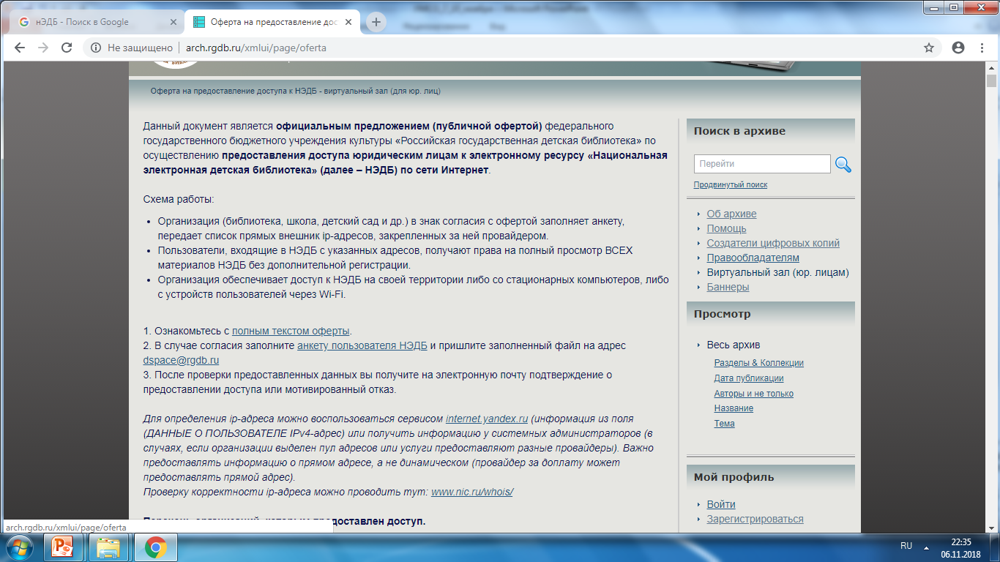 нЭДБ - Поиск в Google
Оферта на предоставление дос
Не защищено
arch.rgdb.ru/xmlui/page/oferta
Оферта на предоставление доступа к НЭДБ - виртуальный зал (для юр. лиц)
Данный документ является официальным предложением (публичной офертой) федерального
государственного бюджетного учреждения культуры «Российская государственная детская библиотека» по
осуществлению предоставления доступа юридическим лицам к электронному ресурсу «Национальная
электронная детская библиотека» (далее – НЭДБ) по сети Интернет.
Схема работы:
• Организация (библиотека, школа, детский сад и др.) в знак согласия с офертой заполняет анкету,
передает список прямых внешник ip-адресов, закрепленных за ней провайдером.
• Пользователи, входящие в НЭДБ с указанных адресов, получают права на полный просмотр ВСЕХ
материалов НЭДБ без дополнительной регистрации.
• Организация обеспечивает доступ к НЭДБ на своей территории либо со стационарных компьютеров, либо
с устройств пользователей через Wi-Fi.
1. Ознакомьтесь с полным текстом оферты.
2. В случае согласия заполните анкету пользователя НЭДБ и пришлите заполненный файл на адрес
dspace@rgdb.ru
3. После проверки предоставленных данных вы получите на электронную почту подтверждение о
предоставлении доступа или мотивированный отказ.
Для определения ip-адреса можно воспользоваться сервисом internet.yandex.ru (информация из поля
(ДАННЫЕ О ПОЛЬЗОВАТЕЛЕ IPv4-адрес) или получить информацию у системных администраторов (в
случаях, если организации выделен пул адресов или услуги предоставляют разные провайдеры). Важно
предоставлять информацию о прямом адресе, а не динамическом (провайдер за доплату может
предоставлять прямой адрес).
Проверку корректности ip-адреса можно проводить тут: www.nic.ru/whois/
Перечень организаций, которым предоставлен доступ.
Поиск в архиве
Перейти
Продвинутый поиск
Об архиве
Помощь
Создатели цифровых копий
Правообладателям
Виртуальный зал (юр. лицам)
Баннеры
Просмотр
Весь архив
Разделы & Коллекции
Дата публикации
Авторы и не только
Название
Тема
Мой профиль
Войти
Зарегистрироваться
arch.rgdb.ru/xmlui/page/oferta
RU
22:35
06.11.2018